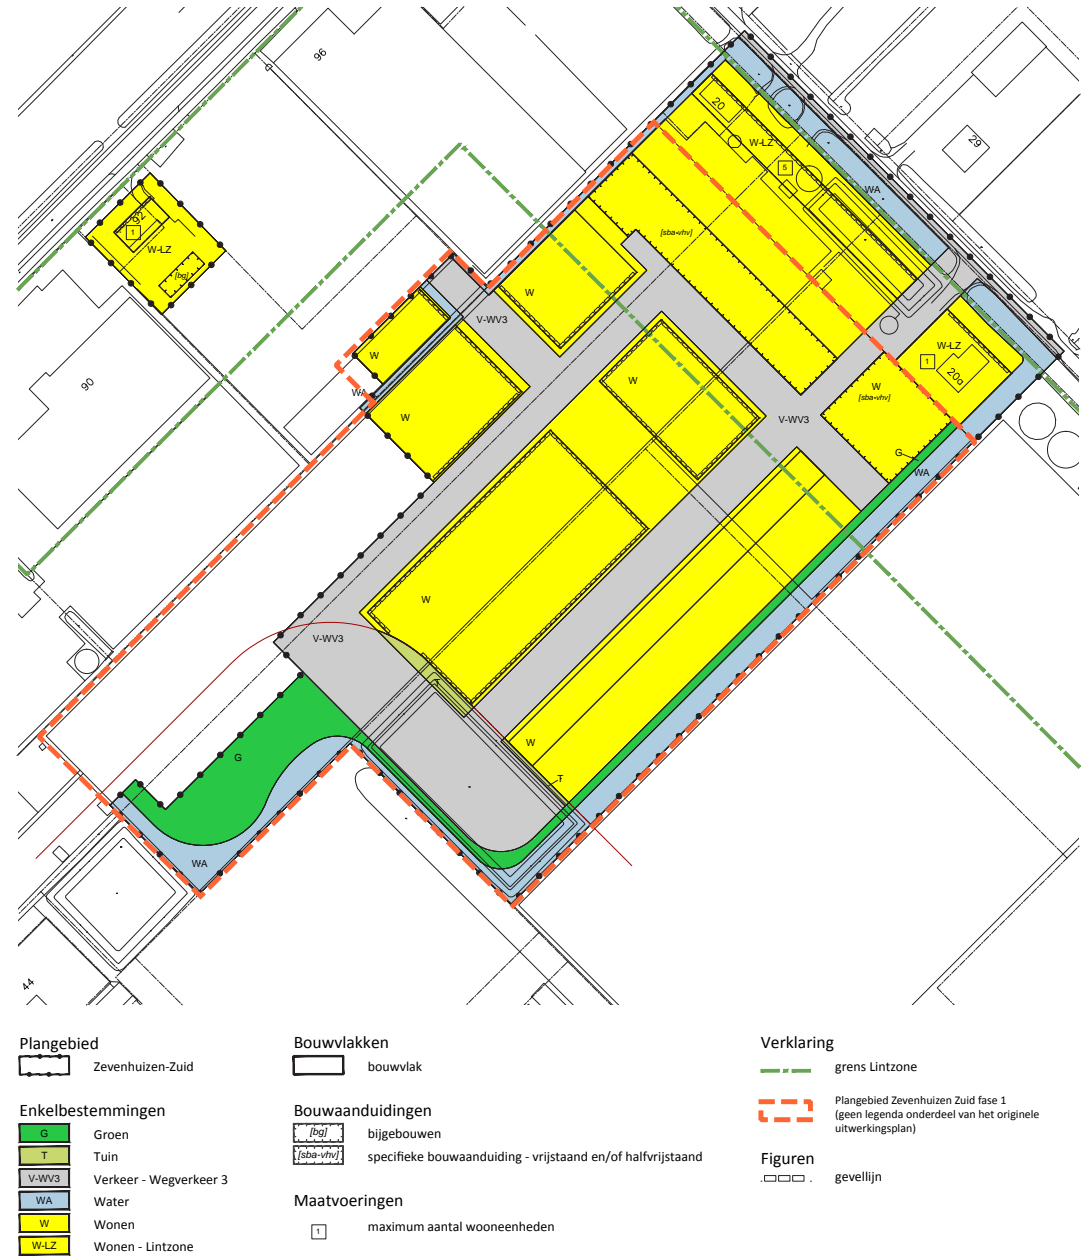 96
20
W-LZ
5
29
WA
92
1
W-LZ
[bg]
[sba-vhv]
W
V-WV3
W-LZ
1
20a
W
[sba-vhv]
90
W
WA
W
W
V-WV3
G
WA
W
V-WV3
T
W
G
T
WA
44
Plangebied
Zevenhuizen-Zuid
Enkelbestemmingen
G Groen
T Tuin
V-WV3 Verkeer - Wegverkeer 3
WA Water
W Wonen
W-LZ Wonen - Lintzone
Bouwvlakken
bouwvlak
Bouwaanduidingen
[bg] bijgebouwen
[sba-vhv] specifieke bouwaanduiding - vrijstaand en/of halfvrijstaand
Maatvoeringen
1 maximum aantal wooneenheden
Verklaring
grens Lintzone
Plangebied Zevenhuizen Zuid fase 1
(geen legenda onderdeel van het originele
uitwerkingsplan)
Figuren
gevellijn